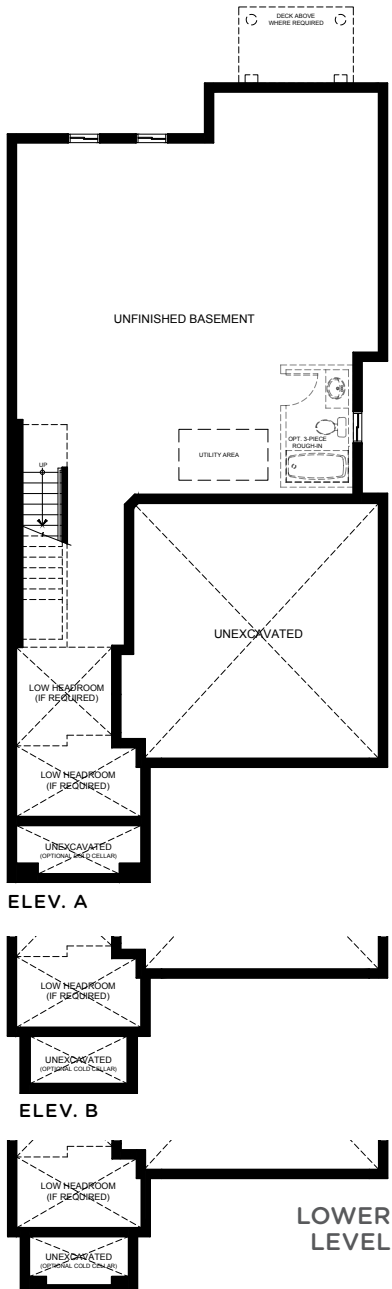 DECK ABOVE
WHERE REQUIRED
UNFINISHED BASEMENT
OPT. 3-PIECE
ROUGH-IN
UTILITY AREA
UP
UNEXCAVATED
LOW HEADROOM
(IF REQUIRED)
LOW HEADROOM
(IF REQUIRED)
UNEXCAVATED
(OPTIONAL COLD CELLAR)
ELEV. A
LOW HEADROOM
(IF REQUIRED)
UNEXCAVATED
(OPTIONAL COLD CELLAR)
ELEV. B
LOW HEADROOM
(IF REQUIRED)
LOWER
LEVEL
UNEXCAVATED
(OPTIONAL COLD CELLAR)